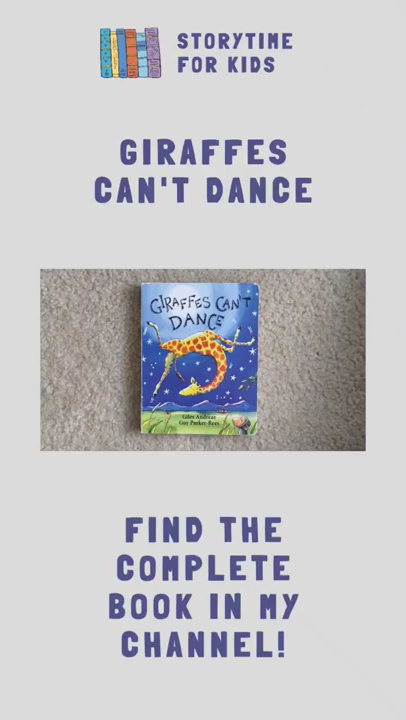 STORYTIME
FOR KIDS
GIRAFFES
CAN'T DANCE
GIRAFFES CAN'T
DANCE
Giles Andreae
Guy Parker-Rees
FIND THE
COMPLETE
BOOK IN MY
CHANNEL!